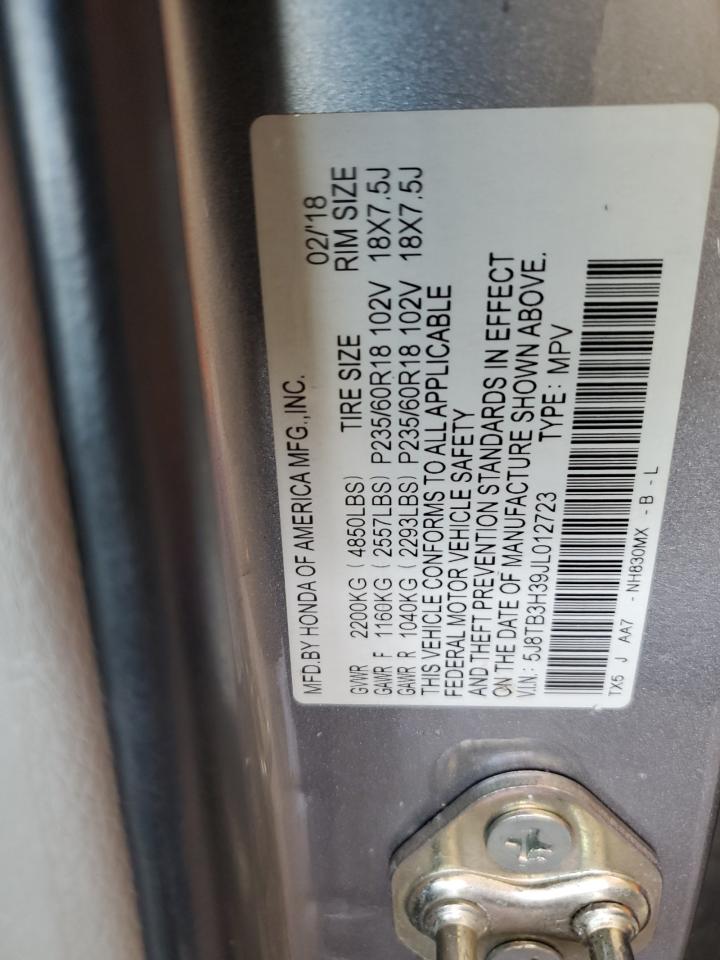 MFD.BY HONDA OF AMERICA MFG.,INC. 02/'18
GVWR 2200KG ( 4850LBS) TIRE SIZE RIM SIZE
GAWR F 1160KG ( 2557LBS) P235/60R18 102V 18X7.5J
GAWR R 1040KG ( 2293LBS) P235/60R18 102V 18X7.5J
THIS VEHICLE CONFORMS TO ALL APPLICABLE
FEDERAL MOTOR VEHICLE SAFETY
AND THEFT PREVENTION STANDARDS IN EFFECT
ON THE DATE OF MANUFACTURE SHOWN ABOVE.
V.I.N.: 5J8TB3H39JL012723 TYPE: MPV
TX5 J AA7 - NH830MX - B - L